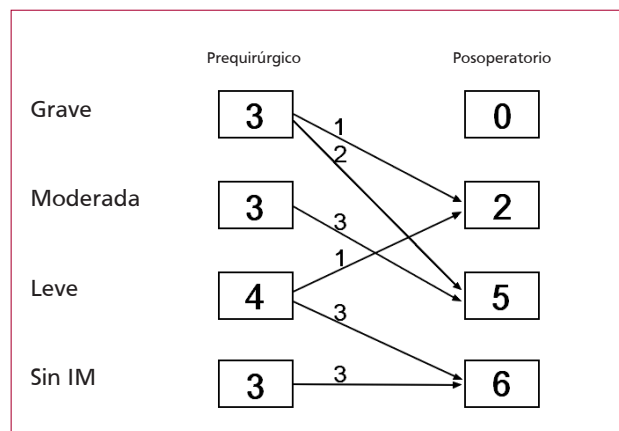 Prequirúrgico Posoperatorio
Grave 3 0
1
2
Moderada 3 2
3
1
Leve 4 5
3
Sin IM 3 3 6